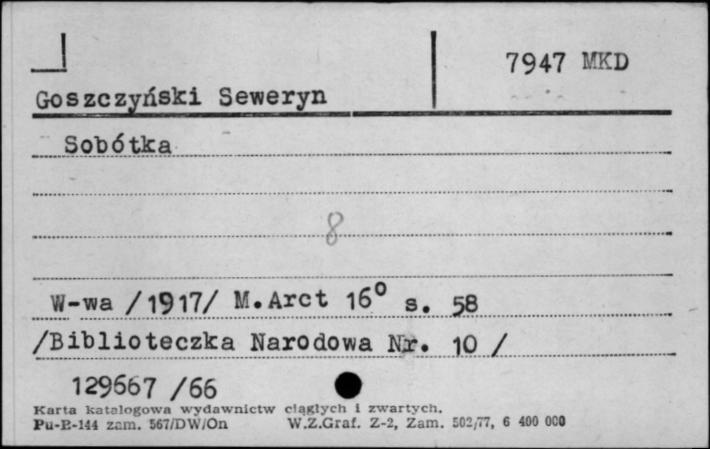 7947 MKD
Goszczyński Seweryn
Sobótka
8
W-wa /1917/ M.Arct 16° s. 58
/Biblioteczka Narodowa Nr. 10 /
129667 /66
Karta katalogowa wydawnictw ciągłych i zwartych.
Pu-B-144 zam. 567/DW/On W.Z.Graf. Z-2, Zam. 502/77, 6 400 000